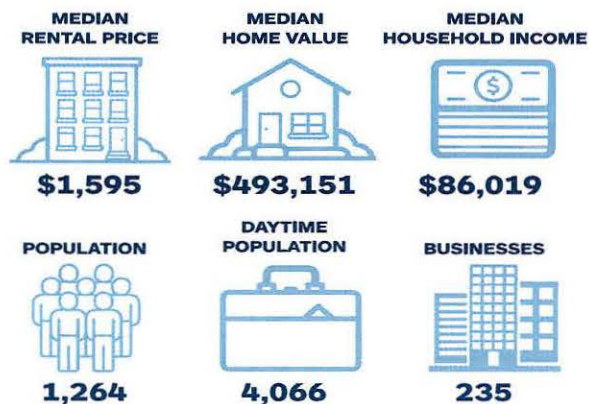 MEDIAN
RENTAL PRICE
$1,595
MEDIAN
HOME VALUE
$493,151
MEDIAN
HOUSEHOLD INCOME
$
$86,019
POPULATION
1,264
DAYTIME
POPULATION
4,066
BUSINESSES
235